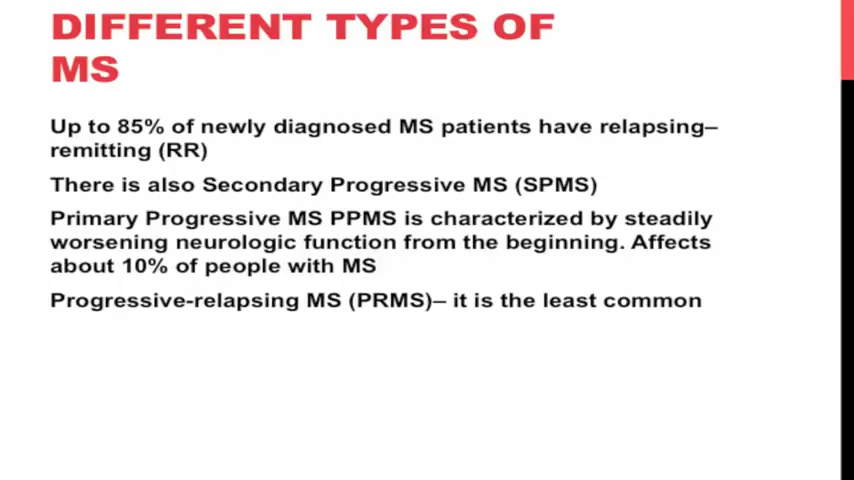 DIFFERENT TYPES OF
MS
Up to 85% of newly diagnosed MS patients have relapsing–
remitting (RR)
There is also Secondary Progressive MS (SPMS)
Primary Progressive MS PPMS is characterized by steadily
worsening neurologic function from the beginning. Affects
about 10% of people with MS
Progressive-relapsing MS (PRMS)– it is the least common